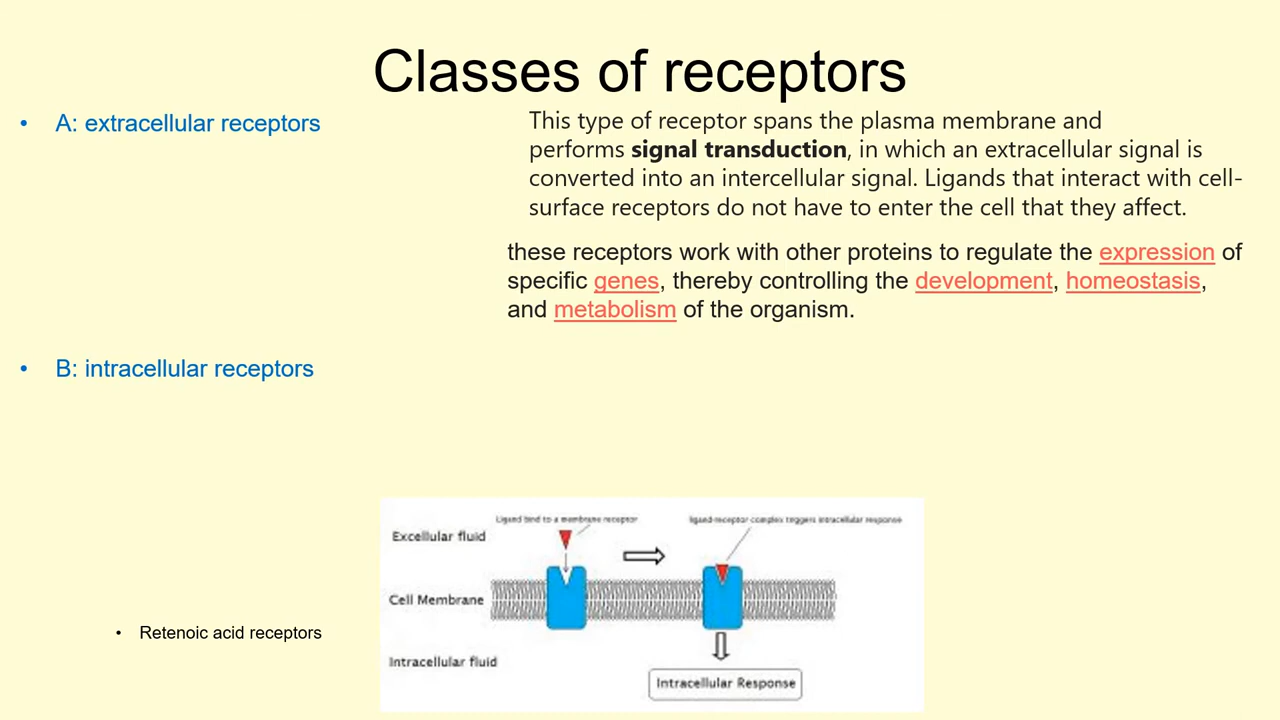 Classes of receptors
• A: extracellular receptors
This type of receptor spans the plasma membrane and
performs signal transduction, in which an extracellular signal is
converted into an intercellular signal. Ligands that interact with cell-
surface receptors do not have to enter the cell that they affect.
these receptors work with other proteins to regulate the expression of
specific genes, thereby controlling the development, homeostasis,
and metabolism of the organism.
• B: intracellular receptors
Ligand bind to a membrane receptor
ligand-receptor complex triggers intracellular response
Excellular fluid
Cell Membrane
• Retenoic acid receptors
Intracellular fluid
Intracellular Response